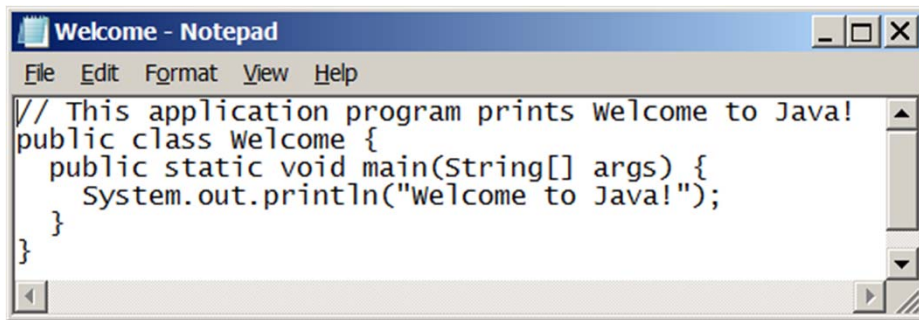 Welcome - Notepad
File Edit Format View Help
// This application program prints Welcome to Java!
public class Welcome {
  public static void main(String[] args) {
    System.out.println("Welcome to Java!");
  }
}